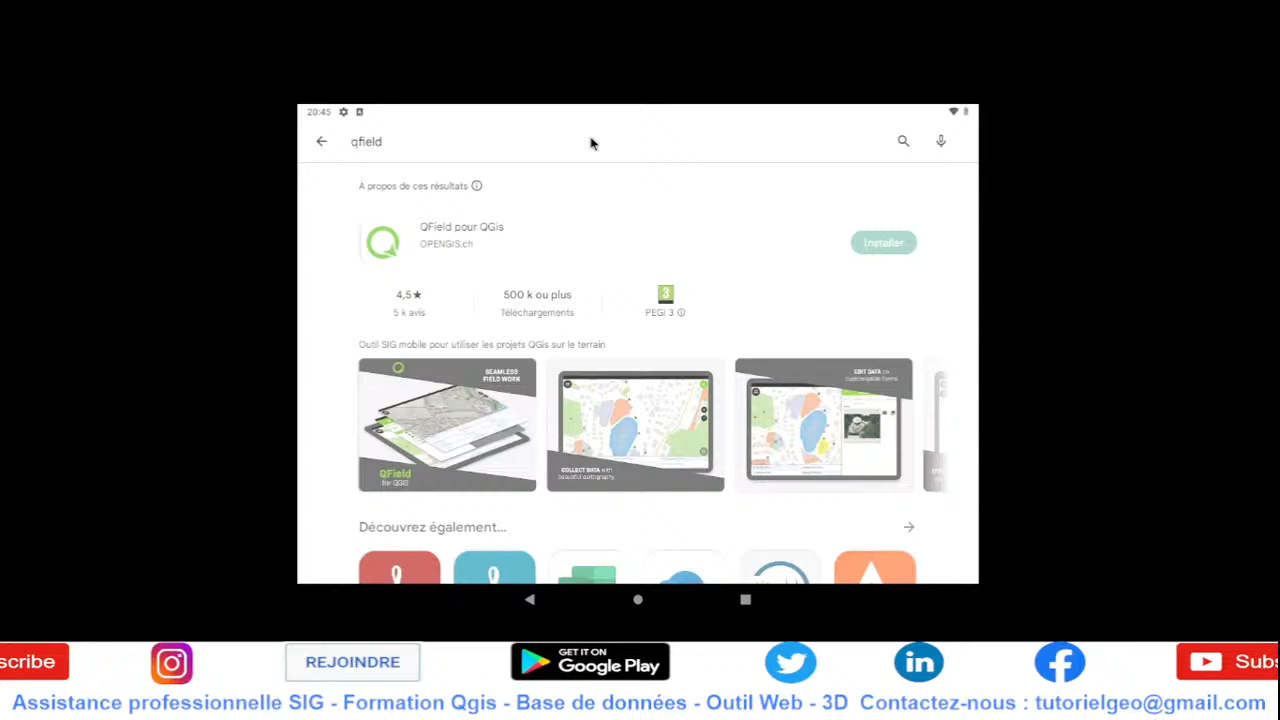 20:45
qfield
À propos de ces résultats
QField pour QGis
OPENGIS.ch
Installer
4,5★
5 k avis
500 k ou plus
Téléchargements
3
PEGI 3
Outil SIG mobile pour utiliser les projets QGis sur le terrain
SEAMLESS
FIELD WORK
QField
for QGIS
COLLECT DATA with
beautiful cartography
EDIT DATA on
customizable forms
Découvrez également...
scribe
REJOINDRE
GET IT ON
Google Play
in
Subs
Assistance professionnelle SIG - Formation Qgis - Base de données - Outil Web - 3D Contactez-nous : tutorielgeo@gmail.com